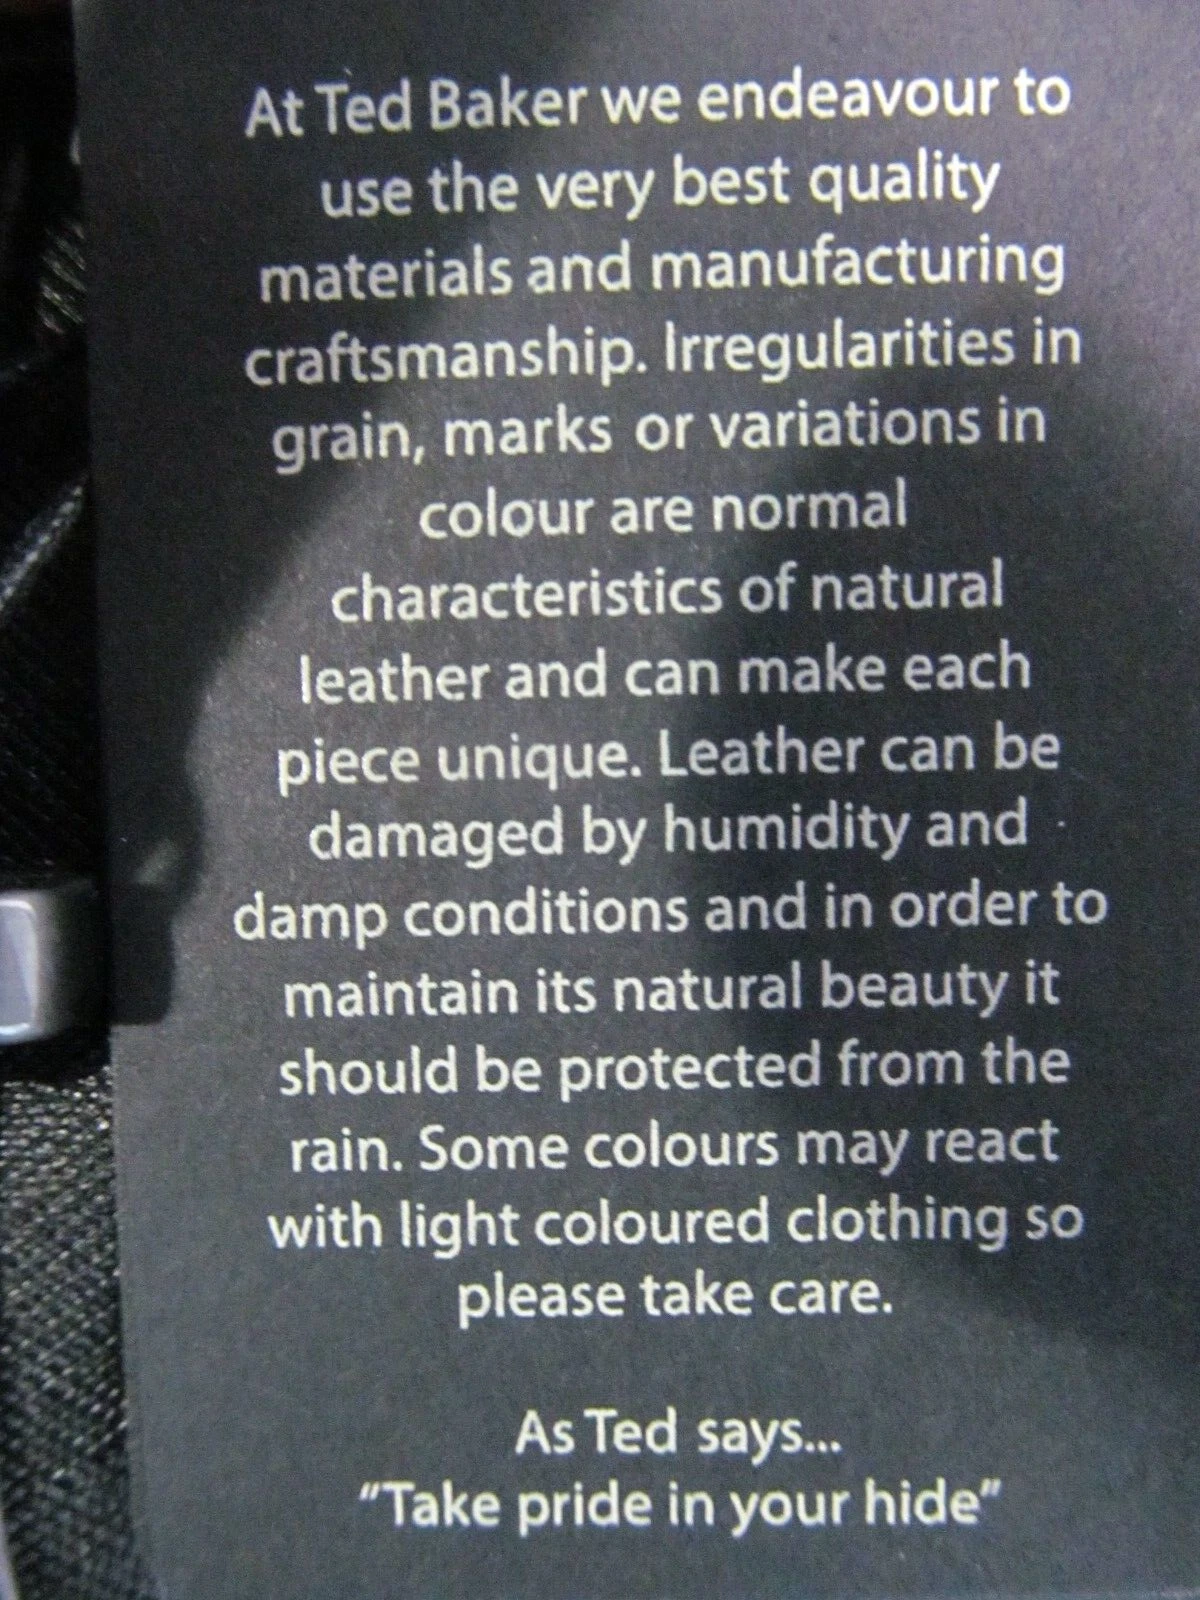 At Ted Baker we endeavour to
use the very best quality
materials and manufacturing
craftsmanship. Irregularities in
grain, marks or variations in
colour are normal
characteristics of natural
leather and can make each
piece unique. Leather can be
damaged by humidity and
damp conditions and in order to
maintain its natural beauty it
should be protected from the
rain. Some colours may react
with light coloured clothing so
please take care.
As Ted says...
“Take pride in your hide”